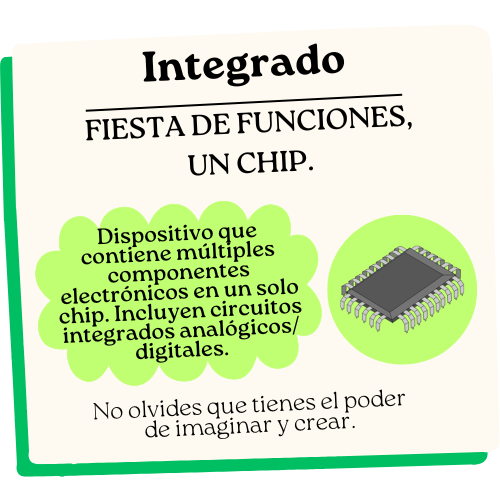 Integrado
FIESTA DE FUNCIONES,
UN CHIP.
Dispositivo que
contiene múltiples
componentes
electrónicos en un solo
chip. Incluyen circuitos
integrados analógicos/
digitales.
No olvides que tienes el poder
de imaginar y crear.